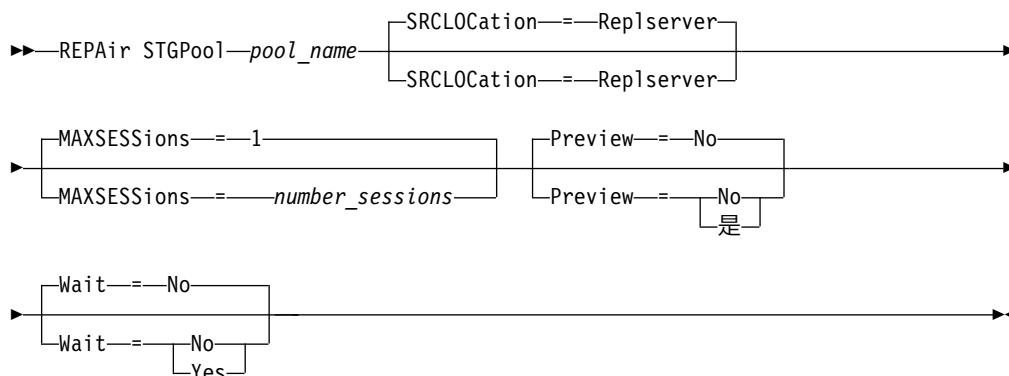 SRCLOCation = Replserver
REPAir STGPool pool_name
SRCLOCation = Replserver
MAXSESSions = 1
Preview = No
MAXSESSions = number_sessions
Preview = No
是
Wait = No
Wait = No
Yes